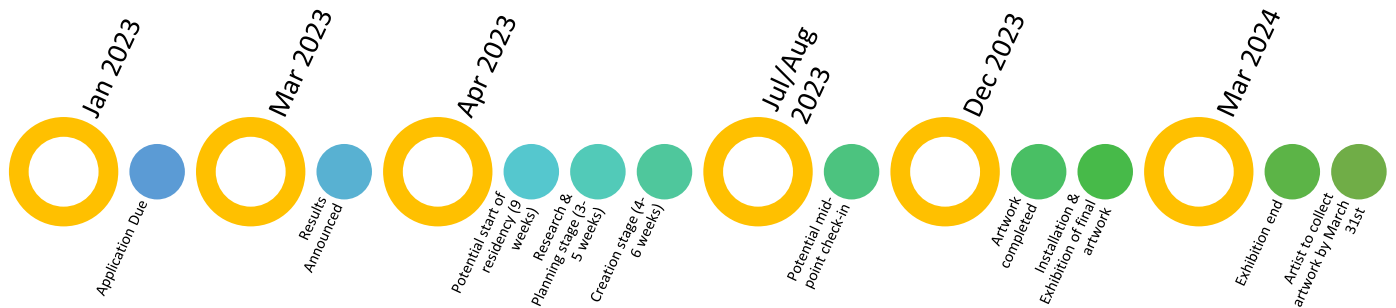 Jan 2023
Application Due
Mar 2023
Results
Announced
Apr 2023
Potential start of
residency (9
weeks)
Research &
Planning stage (3-
5 weeks)
Creation stage (4-
6 weeks)
Jul/Aug
2023
Potential mid-
point check-in
Dec 2023
Artwork
completed
Installation &
Exhibition of final
artwork
Mar 2024
Exhibition end
Artist to collect
artwork by March
31st